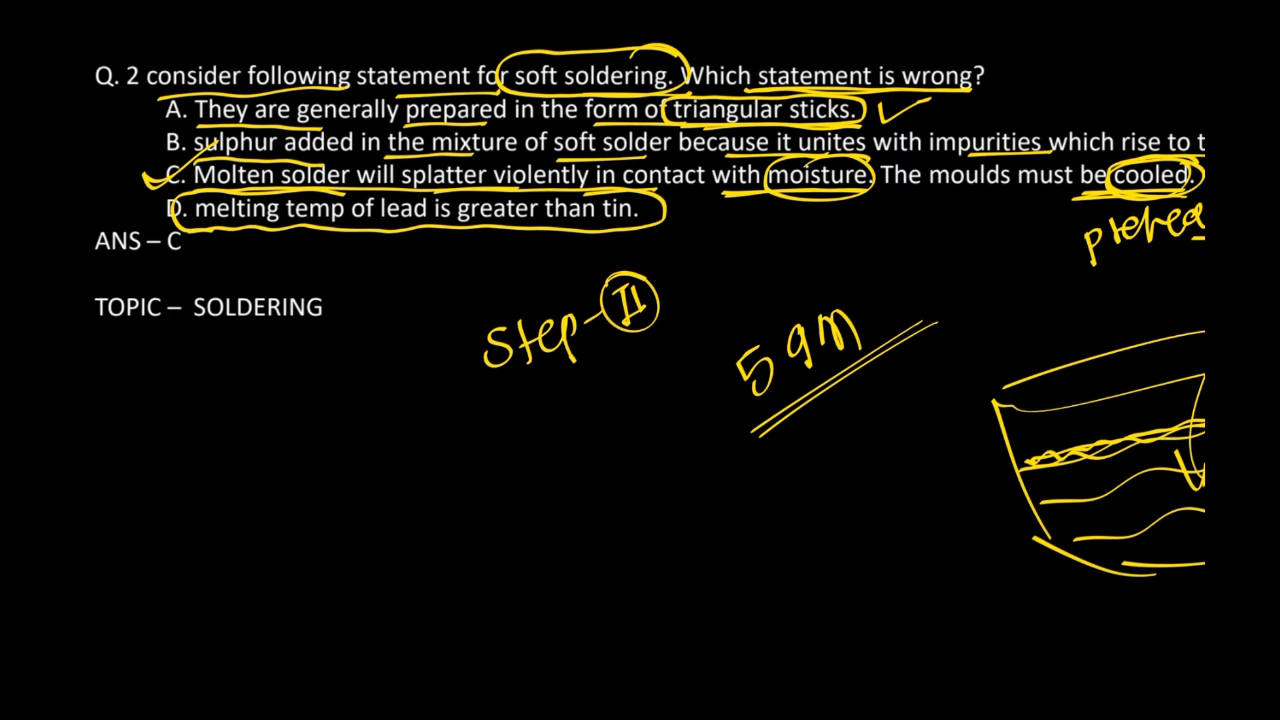 Q. 2 consider following statement for soft soldering. Which statement is wrong?
A. They are generally prepared in the form of triangular sticks.
B. sulphur added in the mixture of soft solder because it unites with impurities which rise to t
C. Molten solder will splatter violently in contact with moisture. The moulds must be cooled.
D. melting temp of lead is greater than tin.
ANS – C
prehea
TOPIC – SOLDERING
Step - II
5 gm